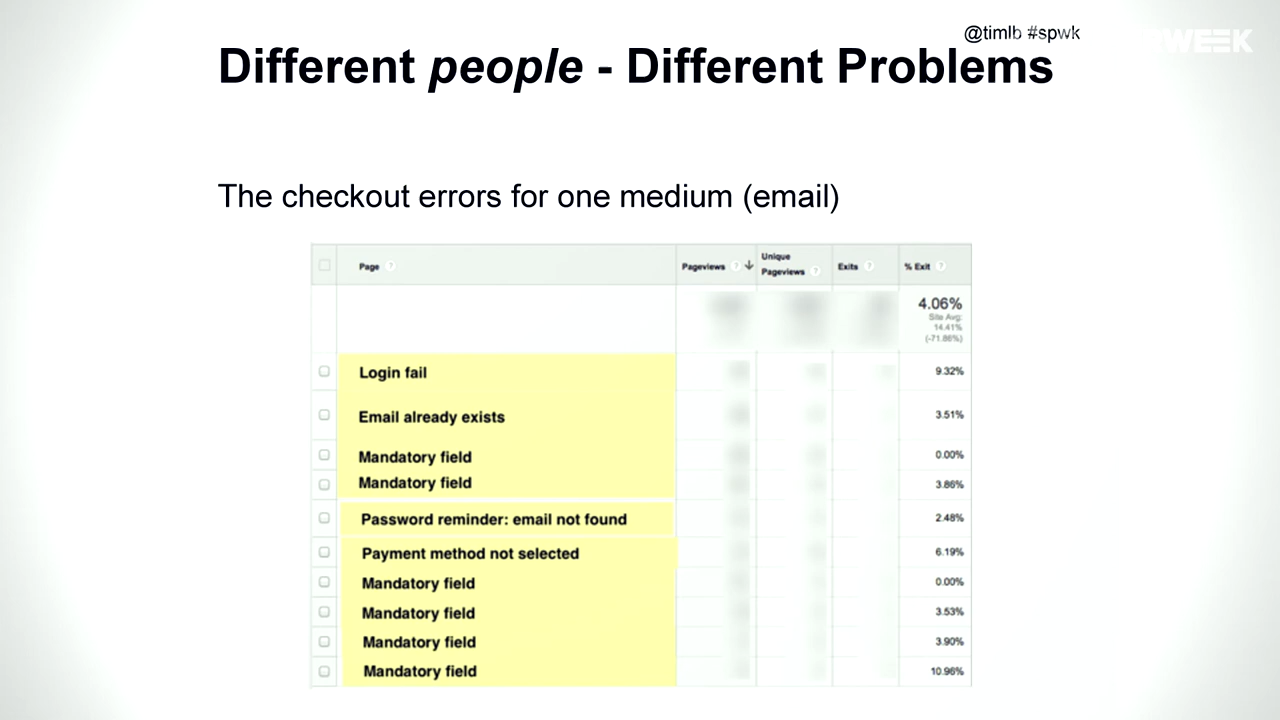 @timlb #spwk
WEEK
Different people - Different Problems
The checkout errors for one medium (email)
Page ? Pageviews ? Unique Pageviews ? Exits ? % Exit ?
4.06%
Site Avg:
14.41%
(-71.86%)
Login fail 9.32%
Email already exists 3.51%
Mandatory field 0.00%
Mandatory field 3.86%
Password reminder: email not found 2.48%
Payment method not selected 6.19%
Mandatory field 0.00%
Mandatory field 3.53%
Mandatory field 3.90%
Mandatory field 10.96%